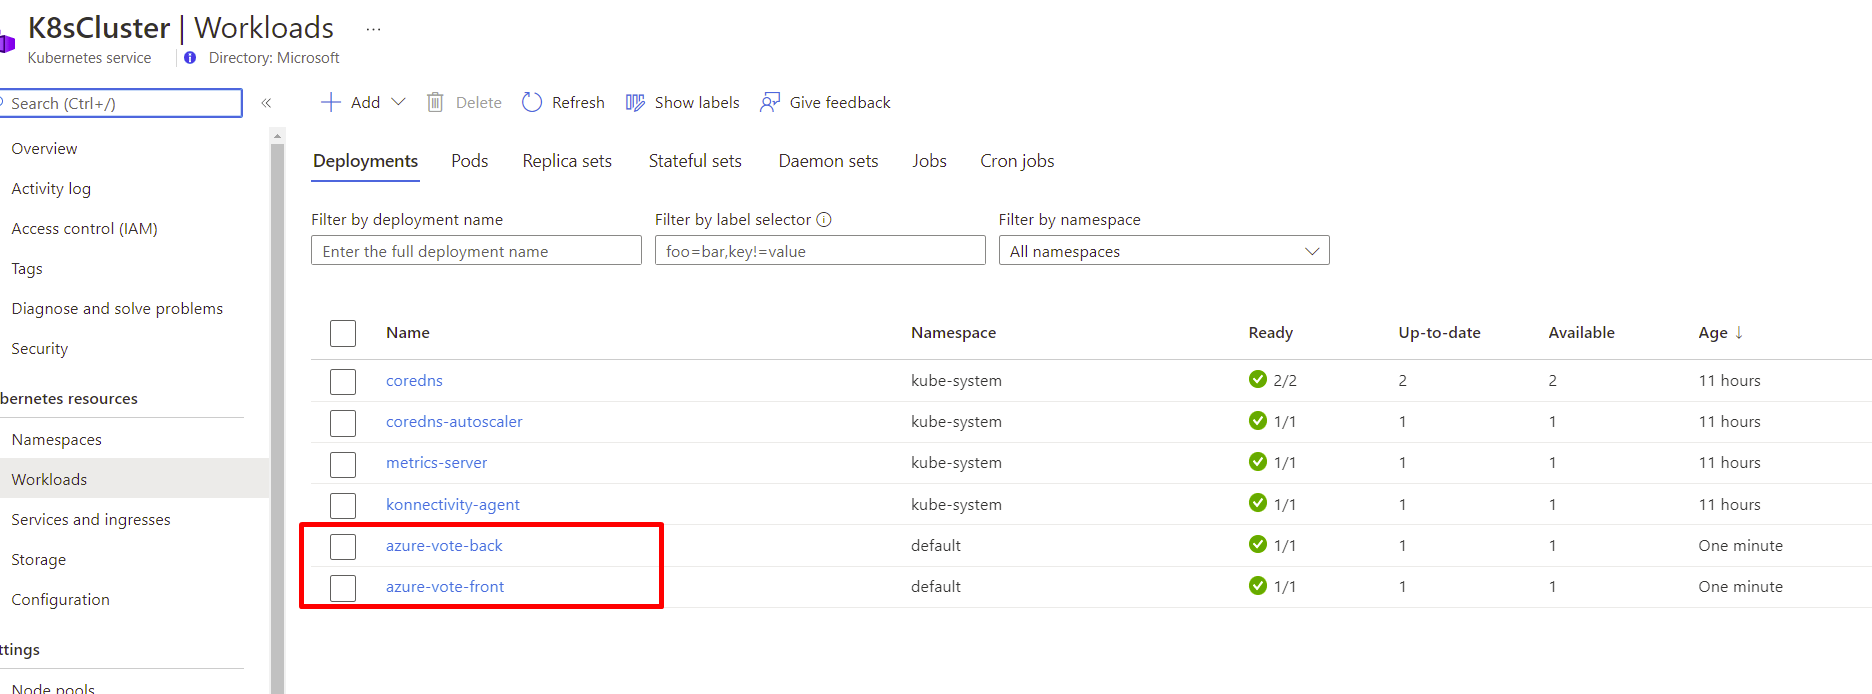 K8sCluster | Workloads ...
Kubernetes service Directory: Microsoft
Search (Ctrl+/)
Add Delete Refresh Show labels Give feedback
Overview
Activity log
Access control (IAM)
Tags
Diagnose and solve problems
Security
bernetes resources
Namespaces
Workloads
Services and ingresses
Storage
Configuration
ttings
Node pools
Deployments Pods Replica sets Stateful sets Daemon sets Jobs Cron jobs
Filter by deployment name Filter by label selector Filter by namespace
Enter the full deployment name foo=bar,key!=value All namespaces
Name Namespace Ready Up-to-date Available Age ↓
coredns kube-system 2/2 2 2 11 hours
coredns-autoscaler kube-system 1/1 1 1 11 hours
metrics-server kube-system 1/1 1 1 11 hours
konnectivity-agent kube-system 1/1 1 1 11 hours
azure-vote-back default 1/1 1 1 One minute
azure-vote-front default 1/1 1 1 One minute